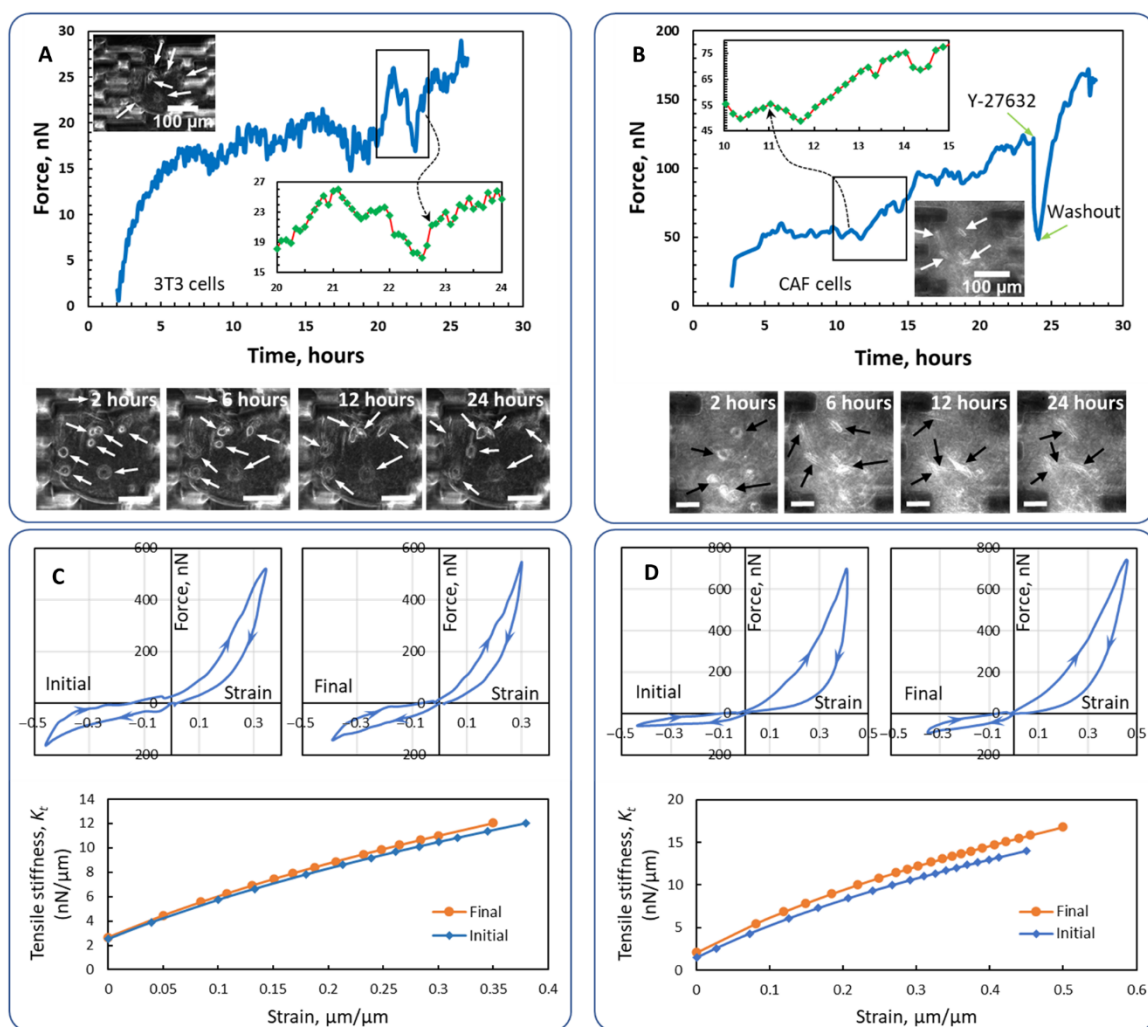 A
Force, nN
30
25
20
15
10
5
0
0 5 10 15 20 25 30
Time, hours
100 µm
3T3 cells
27
24
21
18
15
20 21 22 23 24
2 hours
6 hours
12 hours
24 hours
B
Force, nN
200
150
100
50
0
0 5 10 15 20 25 30
Time, hours
75
65
55
45
10 11 12 13 14 15
Y-27632
Washout
CAF cells
100 µm
2 hours
6 hours
12 hours
24 hours
C
Force, nN
600
400
200
0
200
−0.5 −0.3 −0.1 0.1 0.3
Initial
Strain
Force, nN
600
400
200
0
200
−0.5 −0.3 −0.1 0.1 0.3
Final
Strain
Tensile stiffness, Kt
(nN/µm)
14
12
10
8
6
4
2
0
0 0.05 0.1 0.15 0.2 0.25 0.3 0.35 0.4
Final
Initial
Strain, µm/µm
D
Force, nN
800
600
400
200
0
200
−0.5 −0.3 −0.1 0.1 0.3 0.5
Initial
Strain
Force, nN
800
600
400
200
0
200
−0.5 −0.3 −0.1 0.1 0.3 0.5
Final
Strain
Tensile stiffness, Kt
(nN/µm)
20
15
10
5
0
0 0.1 0.2 0.3 0.4 0.5 0.6
Final
Initial
Strain, µm/µm